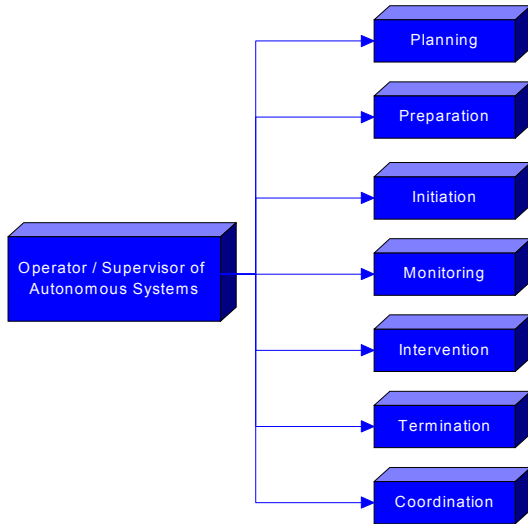 Planning
Preparation
Initiation
Operator / Supervisor of
Autonomous Systems
Monitoring
Intervention
Termination
Coordination